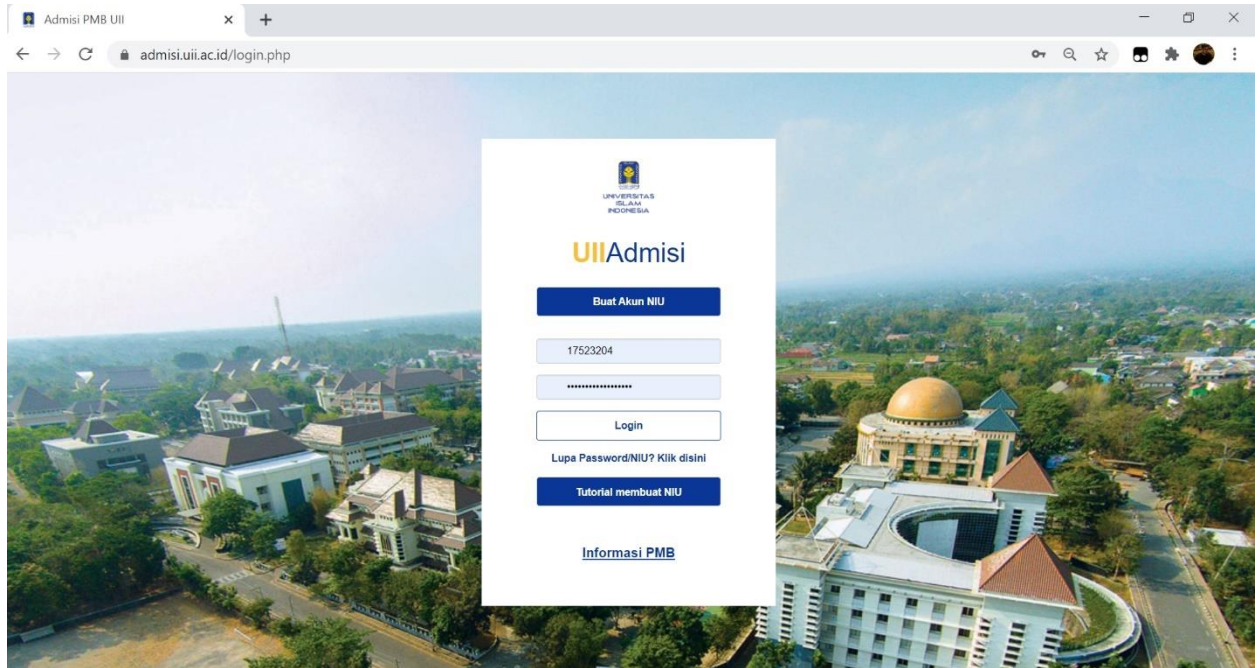 Admisi PMB UII
admisi.uii.ac.id/login.php
UNIVERSITAS
ISLAM
INDONESIA
UIIAdmisi
Buat Akun NIU
17523204
••••••••••••••••••
Login
Lupa Password/NIU? Klik disini
Tutorial membuat NIU
Informasi PMB